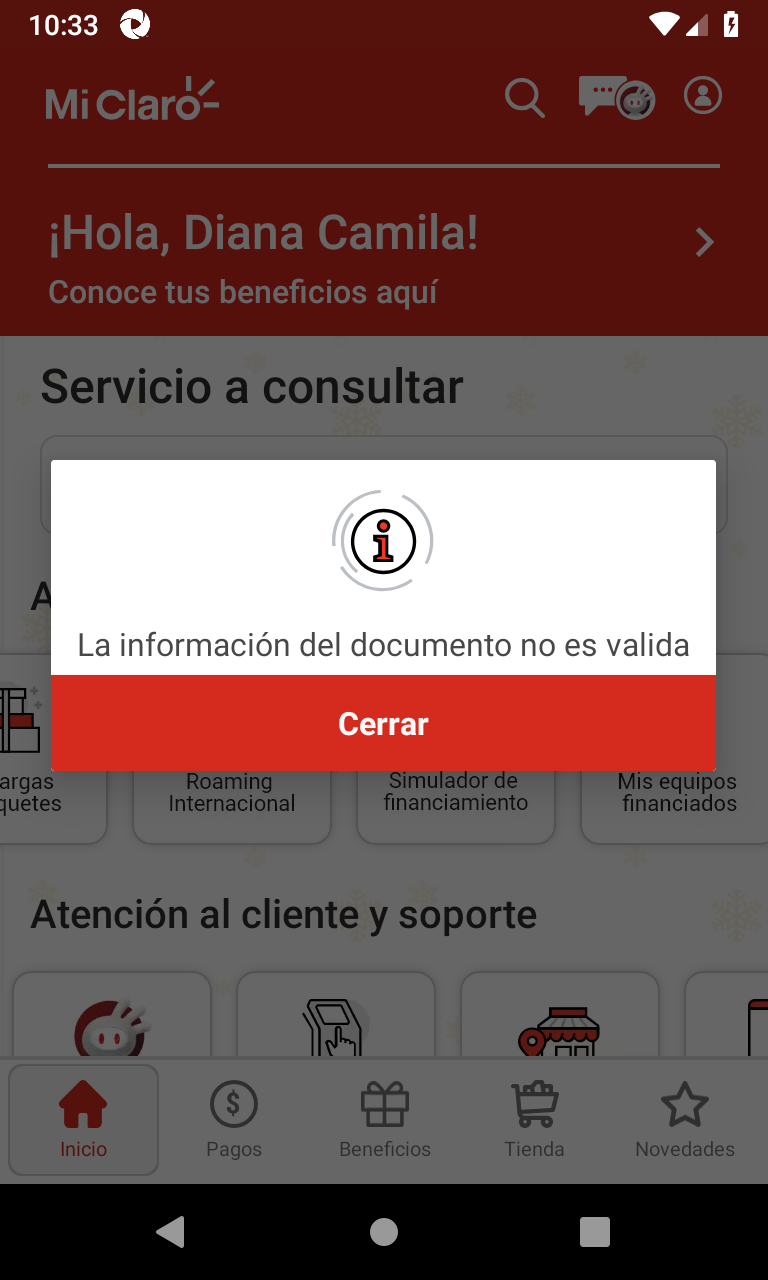 10:33
Mi Claro
¡Hola, Diana Camila!
Conoce tus beneficios aquí
Servicio a consultar
A
La información del documento no es valida
Cerrar
argas
quetes
Roaming
Internacional
Simulador de
financiamiento
Mis equipos
financiados
Atención al cliente y soporte
Inicio
Pagos
Beneficios
Tienda
Novedades